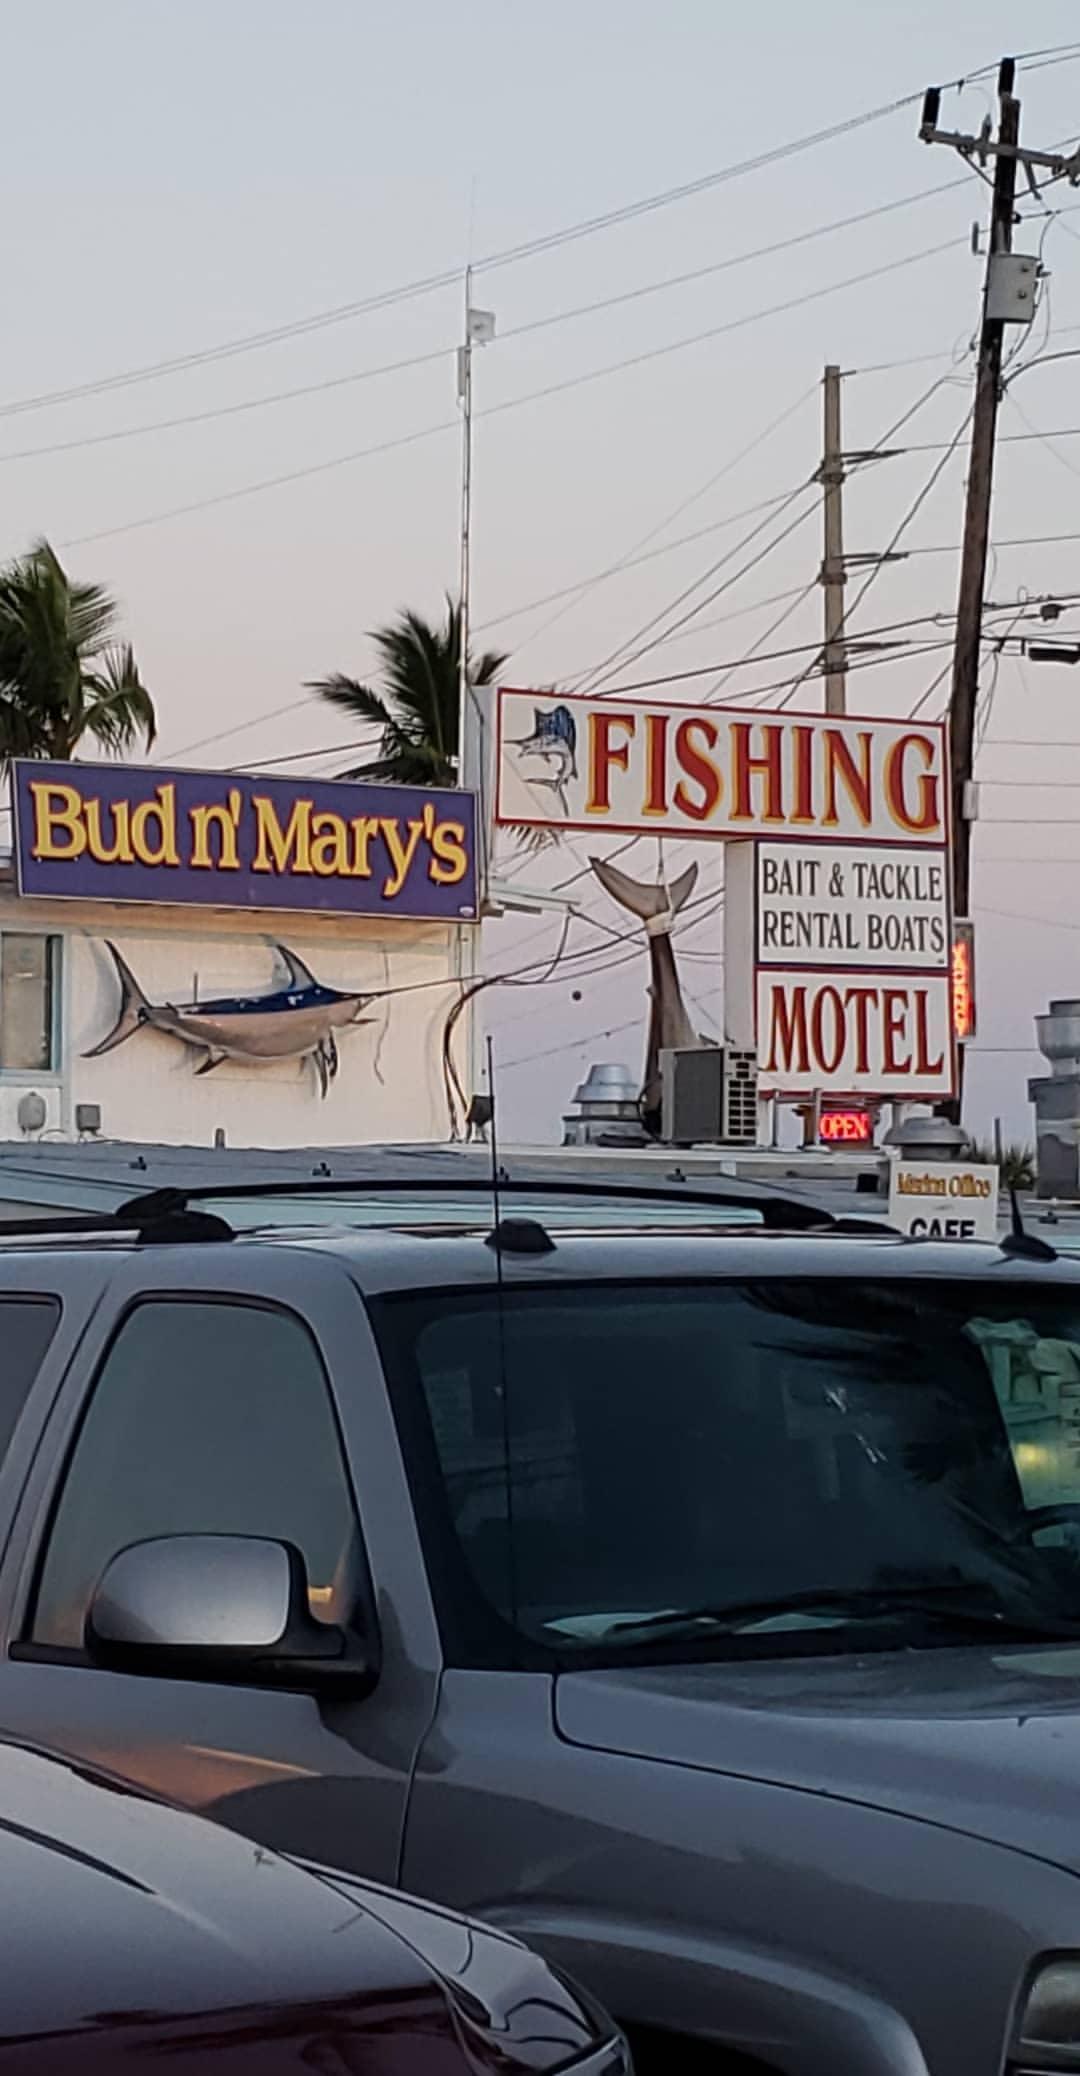 Bud n' Mary's
FISHING
BAIT & TACKLE
RENTAL BOATS
MOTEL
OPEN
Marina Office
CAFE